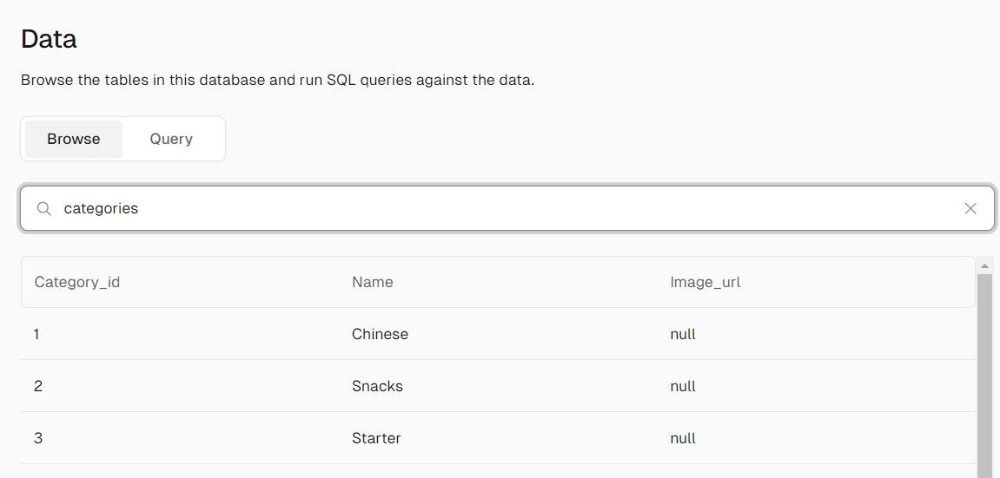 Data
Browse the tables in this database and run SQL queries against the data.
Browse Query
categories
Category_id Name Image_url
1 Chinese null
2 Snacks null
3 Starter null